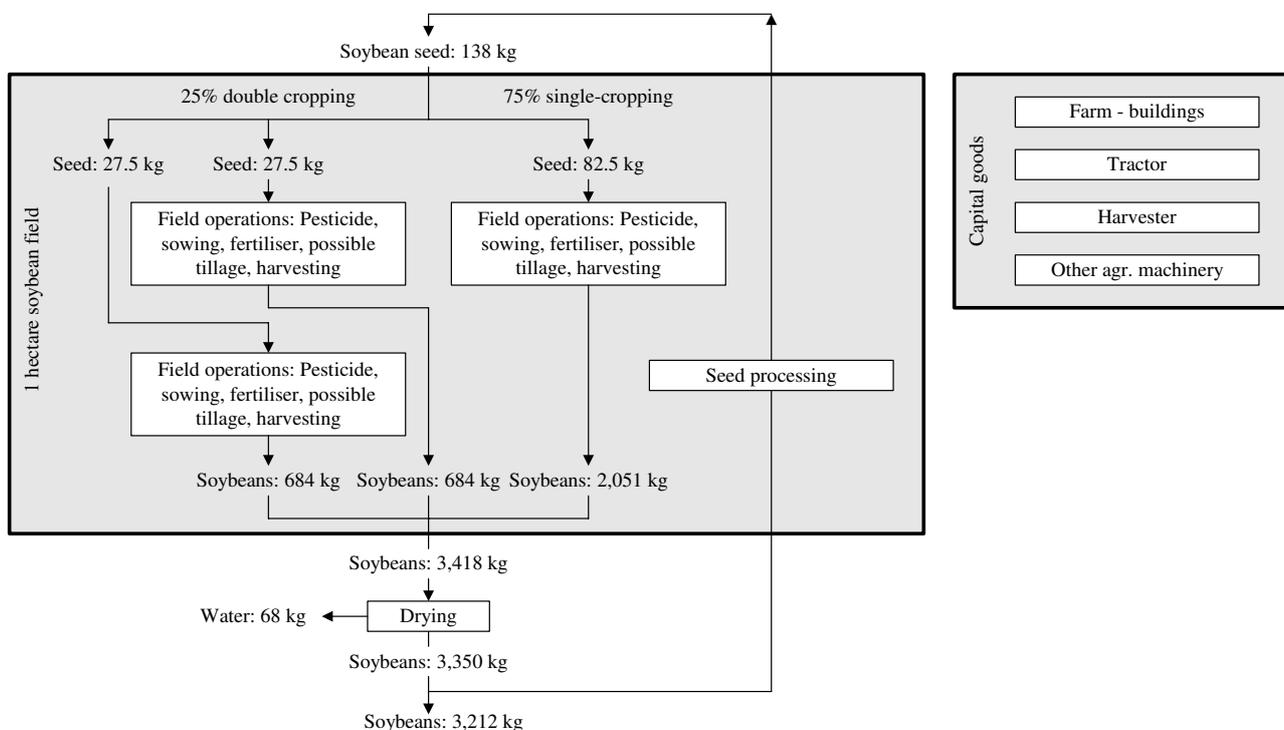 Soybean seed: 138 kg
25% double cropping
75% single-cropping
Seed: 27.5 kg
Seed: 27.5 kg
Seed: 82.5 kg
Field operations: Pesticide,
sowing, fertiliser, possible
tillage, harvesting
Field operations: Pesticide,
sowing, fertiliser, possible
tillage, harvesting
1 hectare soybean field
Field operations: Pesticide,
sowing, fertiliser, possible
tillage, harvesting
Seed processing
Soybeans: 684 kg
Soybeans: 684 kg
Soybeans: 2,051 kg
Soybeans: 3,418 kg
Water: 68 kg
Drying
Soybeans: 3,350 kg
Soybeans: 3,212 kg
Capital goods
Farm - buildings
Tractor
Harvester
Other agr. machinery